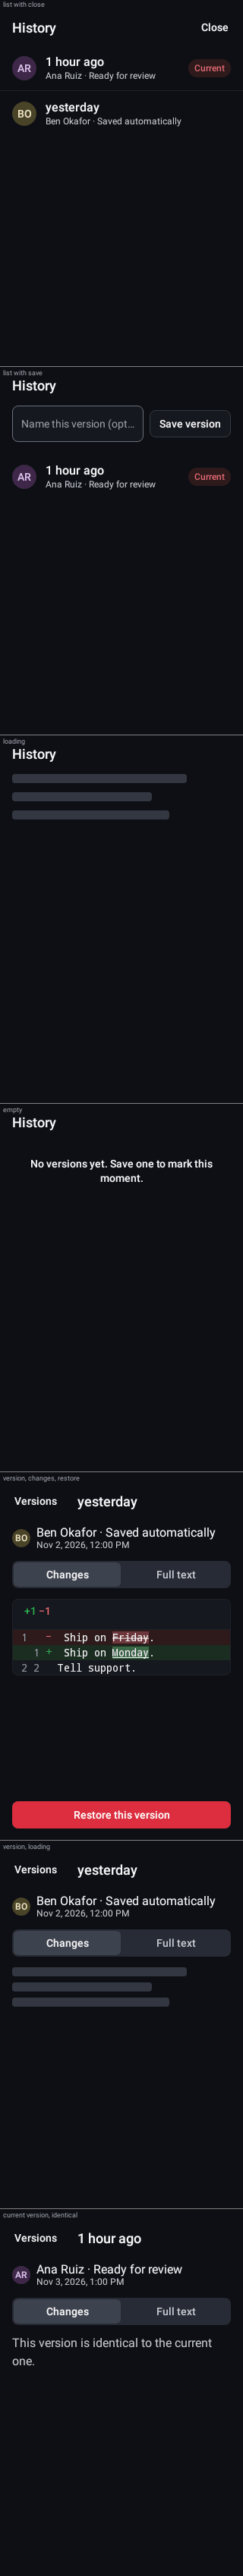 list with close
History
Close
AR
1 hour ago
Ana Ruiz · Ready for review
Current
BO
yesterday
Ben Okafor · Saved automatically
list with save
History
Name this version (opt…
Save version
AR
1 hour ago
Ana Ruiz · Ready for review
Current
loading
History
empty
History
No versions yet. Save one to mark this
moment.
version, changes, restore
Versions
yesterday
BO
Ben Okafor · Saved automatically
Nov 2, 2026, 12:00 PM
Changes
Full text
+1 −1
1 − Ship on Friday.
1 + Ship on Monday.
2 2 Tell support.
Restore this version
version, loading
Versions
yesterday
BO
Ben Okafor · Saved automatically
Nov 2, 2026, 12:00 PM
Changes
Full text
current version, identical
Versions
1 hour ago
AR
Ana Ruiz · Ready for review
Nov 3, 2026, 1:00 PM
Changes
Full text
This version is identical to the current
one.